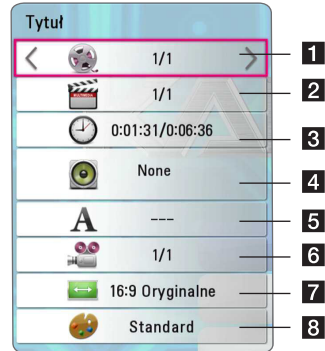 Tytuł
1/1 1
1/1 2
0:01:31/0:06:36 3
None 4
A --- 5
1/1 6
16:9 Oryginalne 7
Standard 8